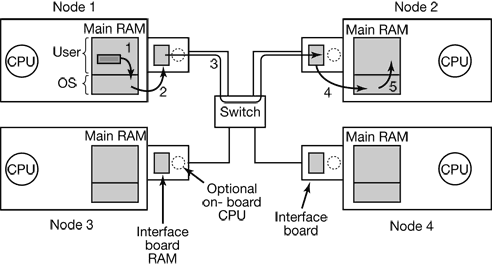 Node 1
Node 2
Main RAM
Main RAM
User
OS
CPU
CPU
1
2
3
4
5
Switch
Main RAM
Main RAM
CPU
CPU
Node 3
Node 4
Optional
on- board
CPU
Interface
board
RAM
Interface
board